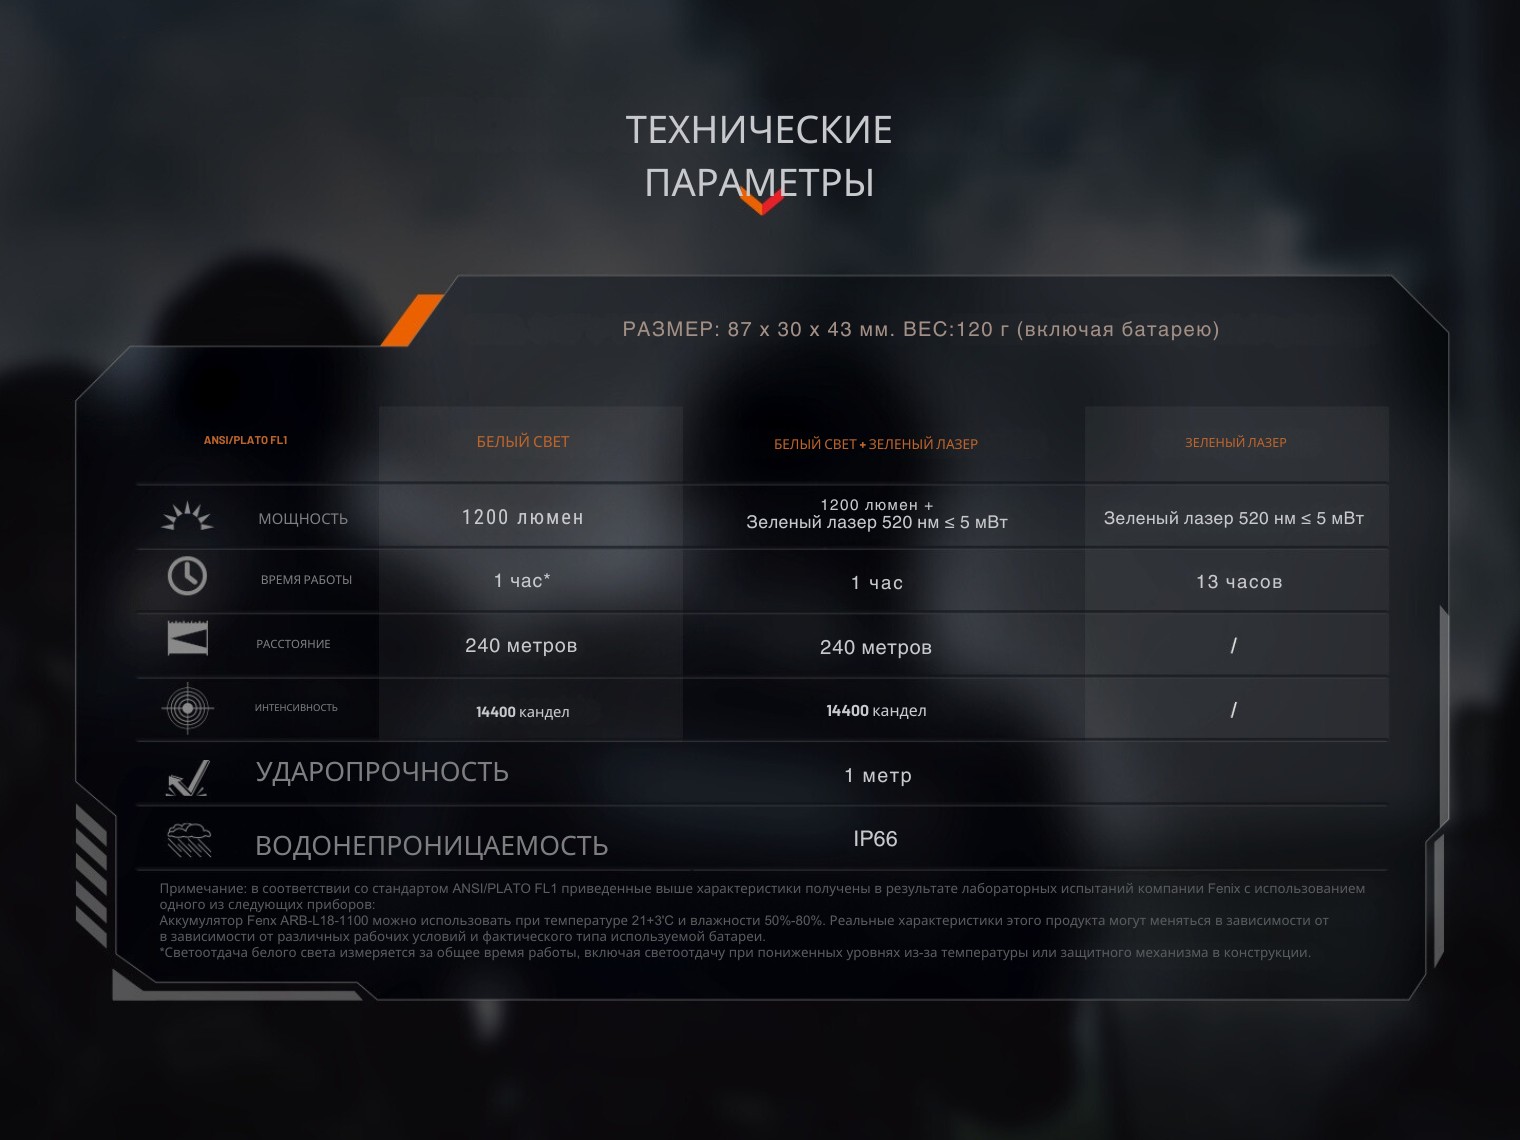 ТЕХНИЧЕСКИЕ
ПАРАМЕТРЫ
РАЗМЕР: 87 х 30 х 43 мм. ВЕС:120 г (включая батарею)
ANSI/PLATO FL1 БЕЛЫЙ СВЕТ БЕЛЫЙ СВЕТ + ЗЕЛЕНЫЙ ЛАЗЕР ЗЕЛЕНЫЙ ЛАЗЕР
МОЩНОСТЬ 1200 люмен 1200 люмен +
Зеленый лазер 520 нм ≤ 5 мВт Зеленый лазер 520 нм ≤ 5 мВт
ВРЕМЯ РАБОТЫ 1 час* 1 час 13 часов
РАССТОЯНИЕ 240 метров 240 метров /
ИНТЕНСИВНОСТЬ 14400 кандел 14400 кандел /
УДАРОПРОЧНОСТЬ 1 метр
ВОДОНЕПРОНИЦАЕМОСТЬ IP66
Примечание: в соответствии со стандартом ANSI/PLATO FL1 приведенные выше характеристики получены в результате лабораторных испытаний компании Fenix с использованием
одного из следующих приборов:
Аккумулятор Fenx ARB-L18-1100 можно использовать при температуре 21+3'C и влажности 50%-80%. Реальные характеристики этого продукта могут меняться в зависимости от
в зависимости от различных рабочих условий и фактического типа используемой батареи.
*Светоотдача белого света измеряется за общее время работы, включая светоотдачу при пониженных уровнях из-за температуры или защитного механизма в конструкции.